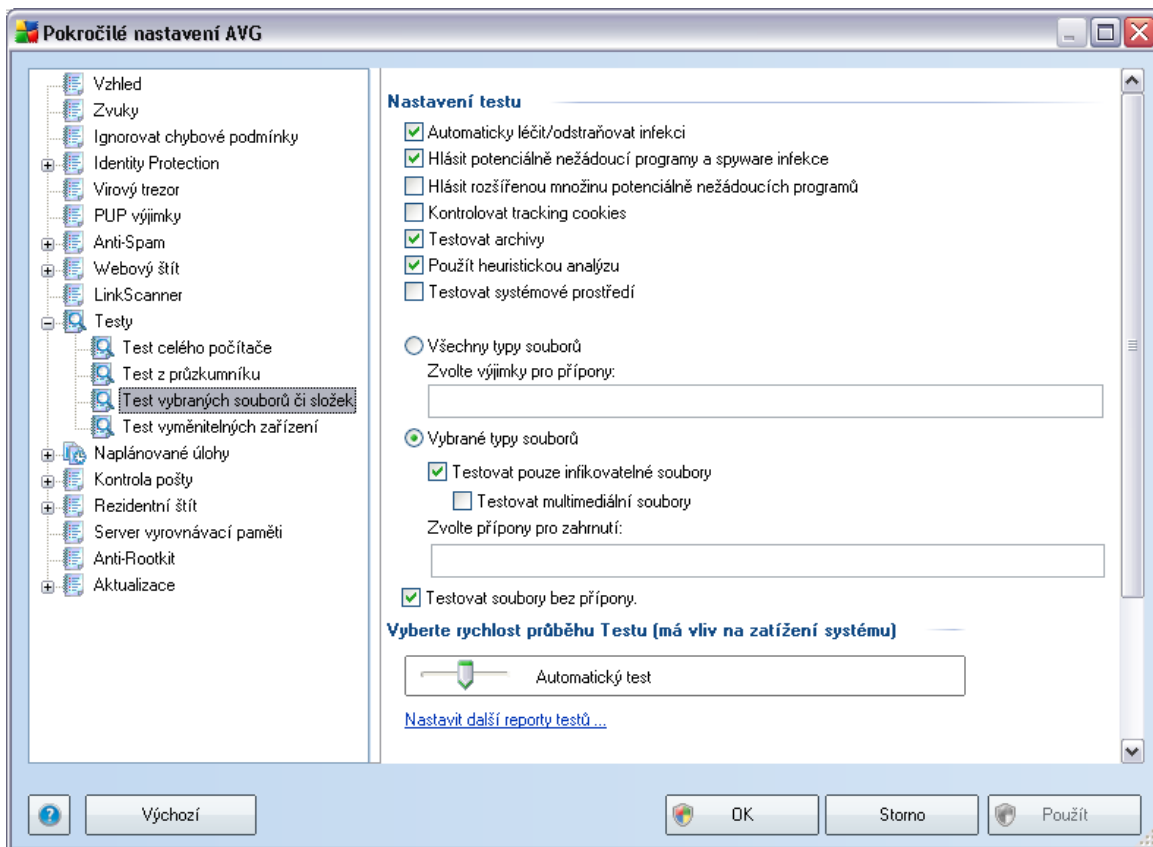 Pokročilé nastavení AVG
Vzhled
Zvuky
Ignorovat chybové podmínky
Identity Protection
Virový trezor
PUP výjimky
Anti-Spam
Webový štít
LinkScanner
Testy
Test celého počítače
Test z průzkumníku
Test vybraných souborů či složek
Test vyměnitelných zařízení
Naplánované úlohy
Kontrola pošty
Rezidentní štít
Server vyrovnávací paměti
Anti-Rootkit
Aktualizace
Nastavení testu
Automaticky léčit/odstraňovat infekci
Hlásit potenciálně nežádoucí programy a spyware infekce
Hlásit rozšířenou množinu potenciálně nežádoucích programů
Kontrolovat tracking cookies
Testovat archivy
Použít heuristickou analýzu
Testovat systémové prostředí
Všechny typy souborů
Zvolte výjimky pro přípony:
Vybrané typy souborů
Testovat pouze infikovatelné soubory
Testovat multimediální soubory
Zvolte přípony pro zahrnutí:
Testovat soubory bez přípony.
Vyberte rychlost průběhu Testu (má vliv na zatížení systému)
Automatický test
Nastavit další reporty testů ...
?
Výchozí
OK
Storno
Použít